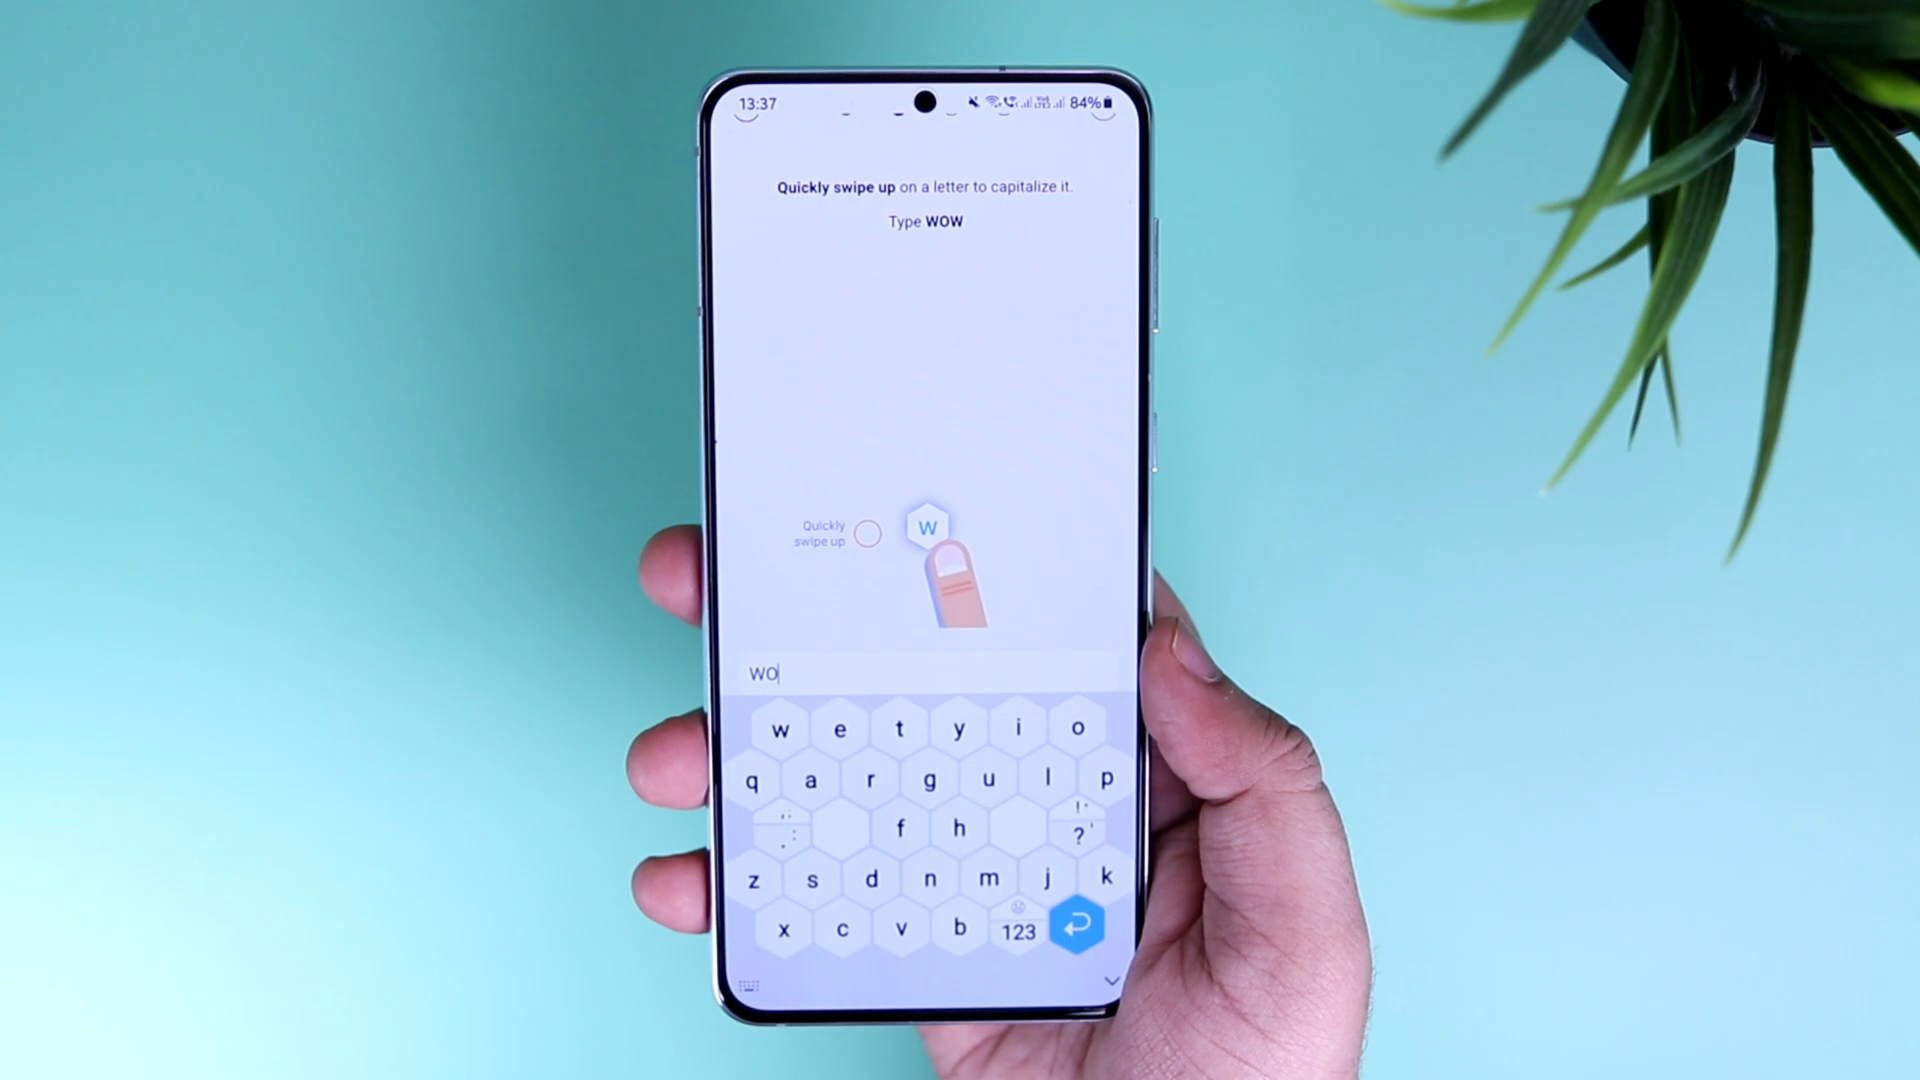 13:37 84%
Quickly swipe up on a letter to capitalize it.
Type WOW
Quickly
swipe up
W
WO
w e t y i o
q a r g u l p
, ; f h ! ' ?
. :
z s d n m j k
x c v b 123